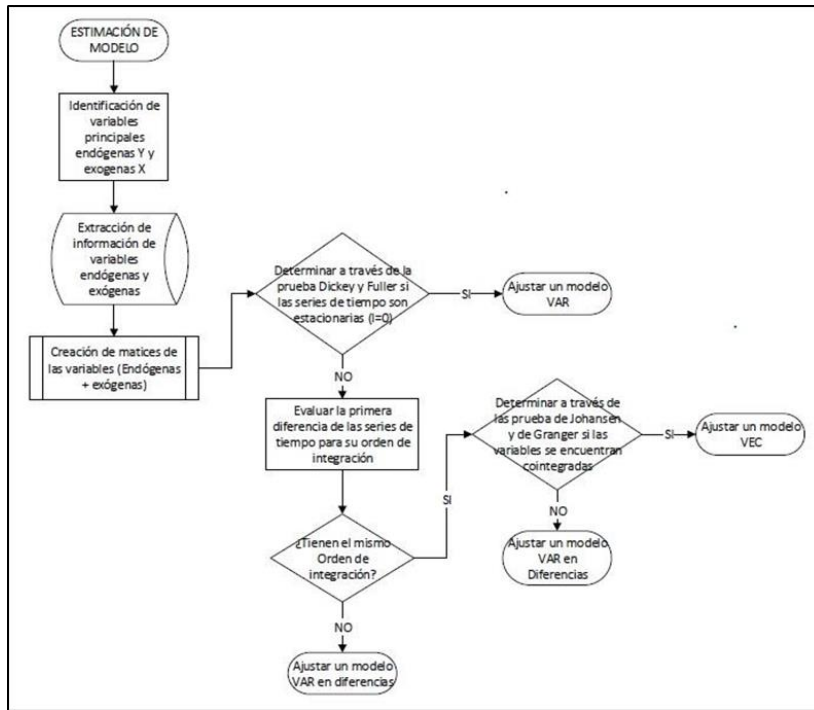 ESTIMACIÓN DE
MODELO
Identificación de
variables
principales
endógenas Y y
exogenas X
Extracción de
información de
variables
endógenas y
exógenas
Creación de matices de
las variables (Endógenas
+ exógenas)
Determinar a través de la
prueba Dickey y Fuller si
las series de tiempo son
estacionarias (I=0)
SI
Ajustar un modelo
VAR
NO
Evaluar la primera
diferencia de las series de
tiempo para su orden de
integración
¿Tienen el mismo
Orden de
integración?
SI
NO
Ajustar un modelo
VAR en diferencias
Determinar a través de
las prueba de Johansen
y de Granger si las
variables se encuentran
cointegradas
SI
Ajustar un modelo
VEC
NO
Ajustar un modelo
VAR en
Diferencias